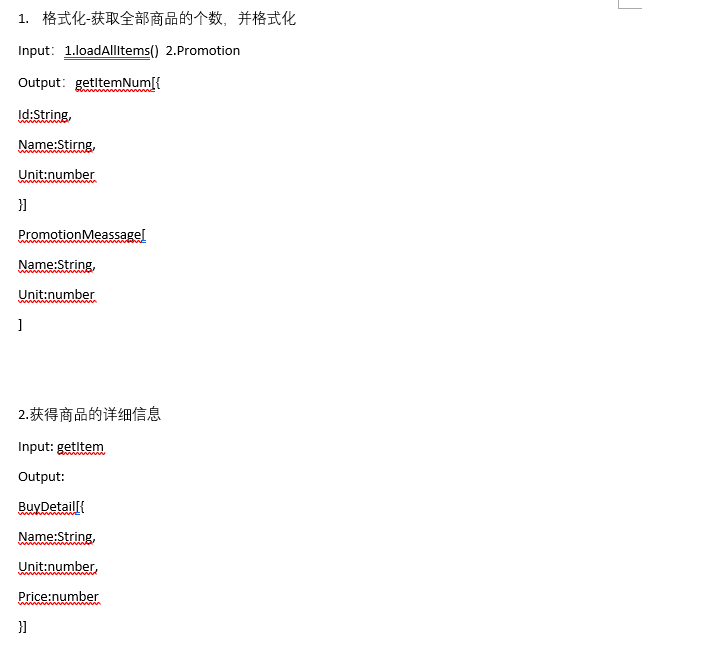 1. 格式化-获取全部商品的个数，并格式化
Input：1.loadAllItems() 2.Promotion
Output：getItemNum[{
Id:String,
Name:Stirng,
Unit:number
}]
PromotionMeassage[
Name:String,
Unit:number
]
2.获得商品的详细信息
Input: getItem
Output:
BuyDetail[{
Name:String,
Unit:number,
Price:number
}]